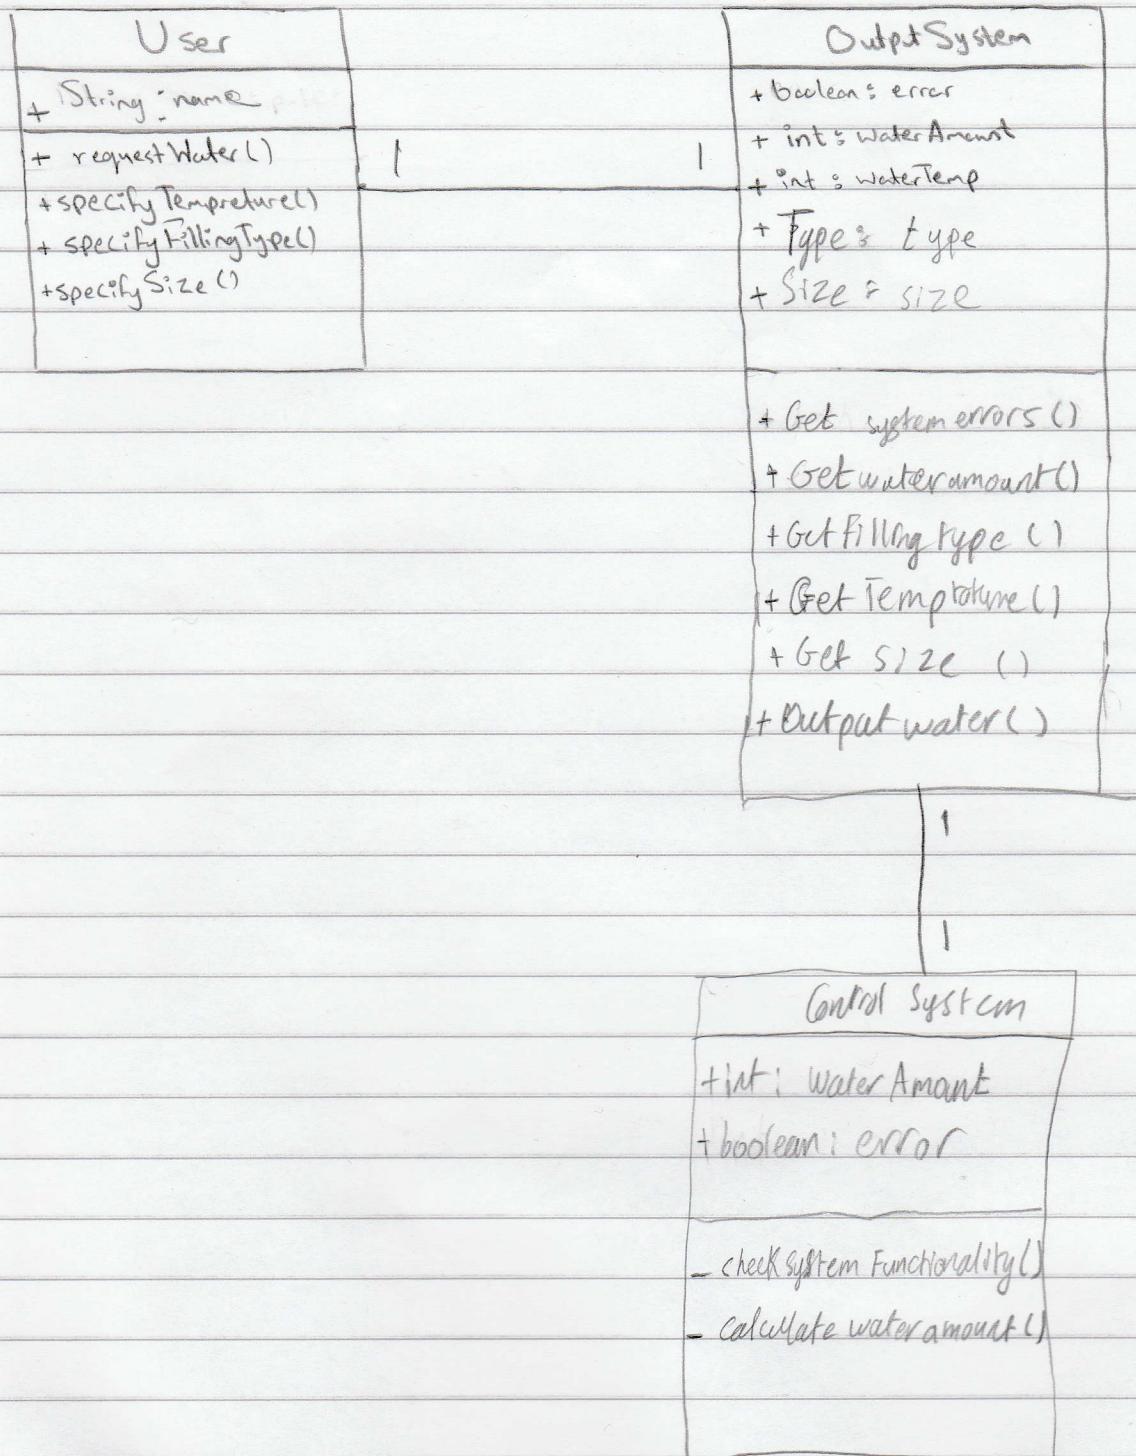 User
+ String : name
+ requestWater()
+specifyTempreture()
+ specifyFillingType()
+specifySize()
1 1
OutputSystem
+ boolean : error
+ int : waterAmount
+ int : waterTemp
+ Type : type
+ Size : size
+ Get system errors ()
+ Get water amount()
+ Get filling type ()
+ Get Temprature()
+ Get size ()
+ Output water()
1
1
Control System
+int : waterAmount
+boolean : error
- check system Functionality()
- calculate water amount()